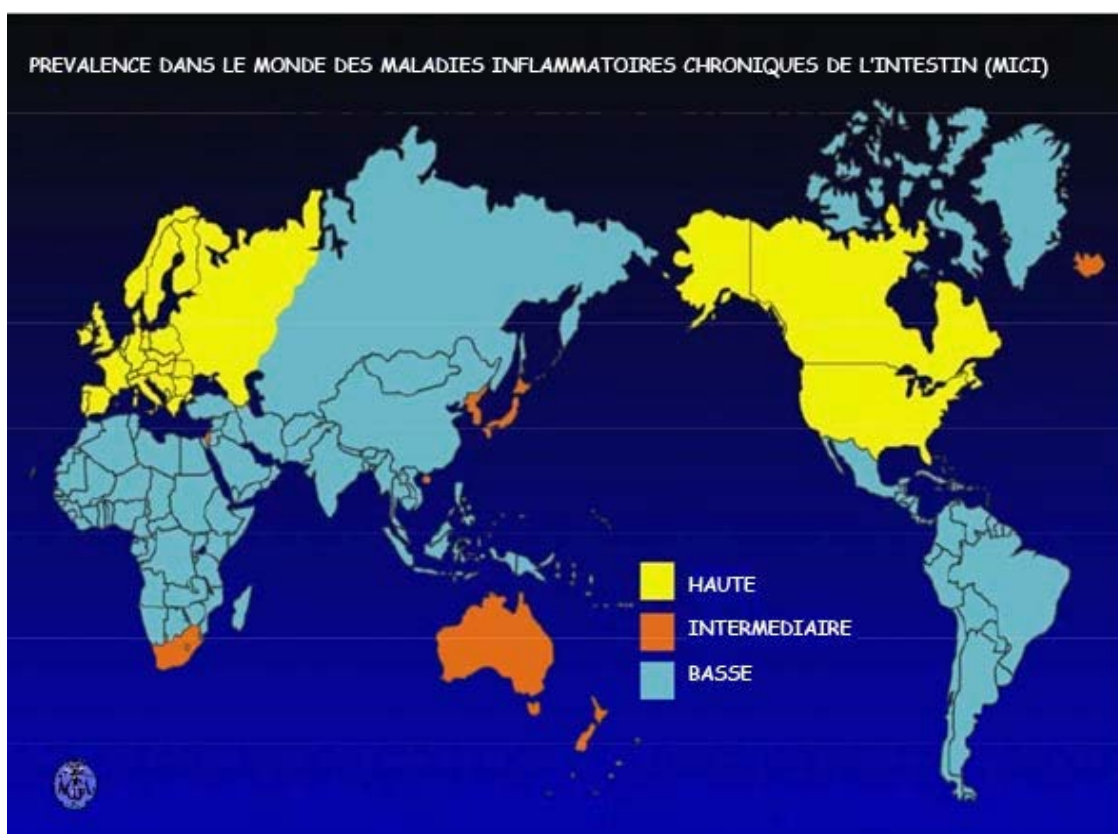 PREVALENCE DANS LE MONDE DES MALADIES INFLAMMATOIRES CHRONIQUES DE L'INTESTIN (MICI)
HAUTE
INTERMEDIAIRE
BASSE